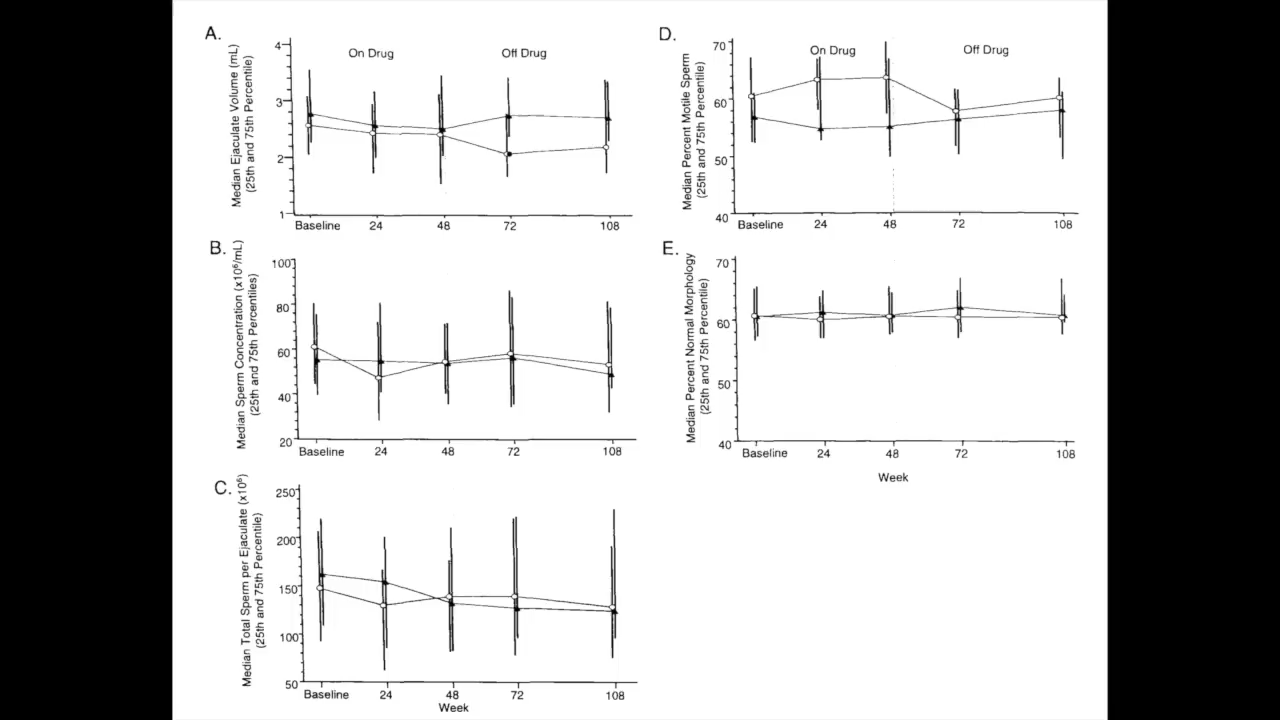 A.
Median Ejaculate Volume (mL)
(25th and 75th Percentile)
On Drug
Off Drug
4
3
2
1
Baseline
24
48
72
108
B.
Median Sperm Concentration (x10⁶/mL)
(25th and 75th Percentiles)
100
80
60
40
20
Baseline
24
48
72
108
C.
Median Total Sperm per Ejaculate (x10⁶)
(25th and 75th Percentile)
250
200
150
100
50
Baseline
24
48
72
108
Week
D.
Median Percent Motile Sperm
(25th and 75th Percentile)
On Drug
Off Drug
70
60
50
40
Baseline
24
48
72
108
E.
Median Percent Normal Morphology
(25th and 75th Percentile)
70
60
50
40
Baseline
24
48
72
108
Week